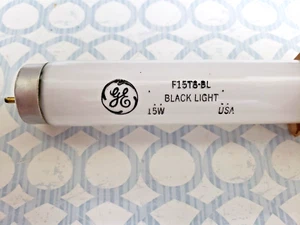 GE
F15T8·BL
BLACK LIGHT
15W USA